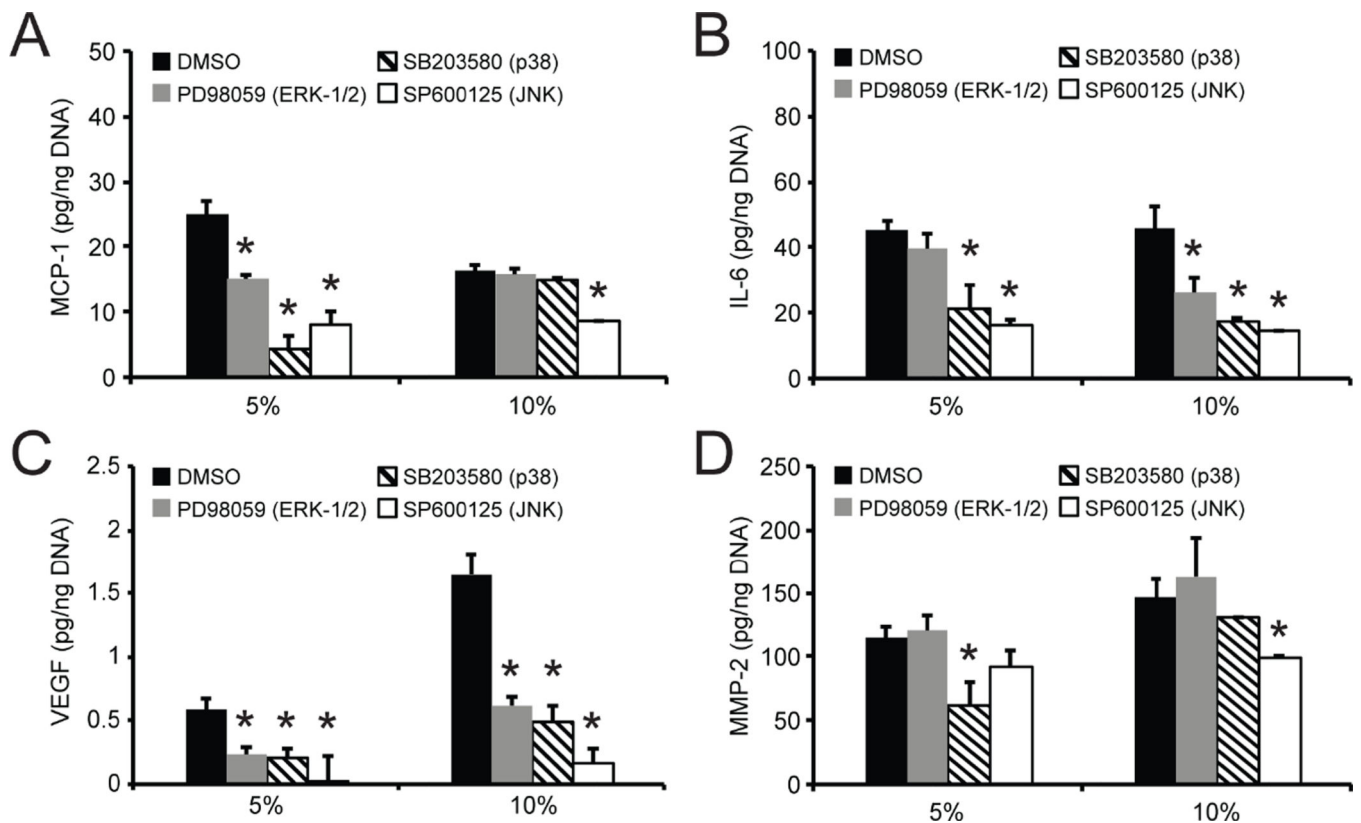 A
MCP-1 (pg/ng DNA)
50
40
30
20
10
0
DMSO
SB203580 (p38)
PD98059 (ERK-1/2)
SP600125 (JNK)
*
*
*
*
5%
10%
B
IL-6 (pg/ng DNA)
100
80
60
40
20
0
DMSO
SB203580 (p38)
PD98059 (ERK-1/2)
SP600125 (JNK)
*
*
*
*
*
5%
10%
C
VEGF (pg/ng DNA)
2.5
2
1.5
1
0.5
0
DMSO
SB203580 (p38)
PD98059 (ERK-1/2)
SP600125 (JNK)
*
*
*
*
*
*
5%
10%
D
MMP-2 (pg/ng DNA)
250
200
150
100
50
0
DMSO
SB203580 (p38)
PD98059 (ERK-1/2)
SP600125 (JNK)
*
*
5%
10%